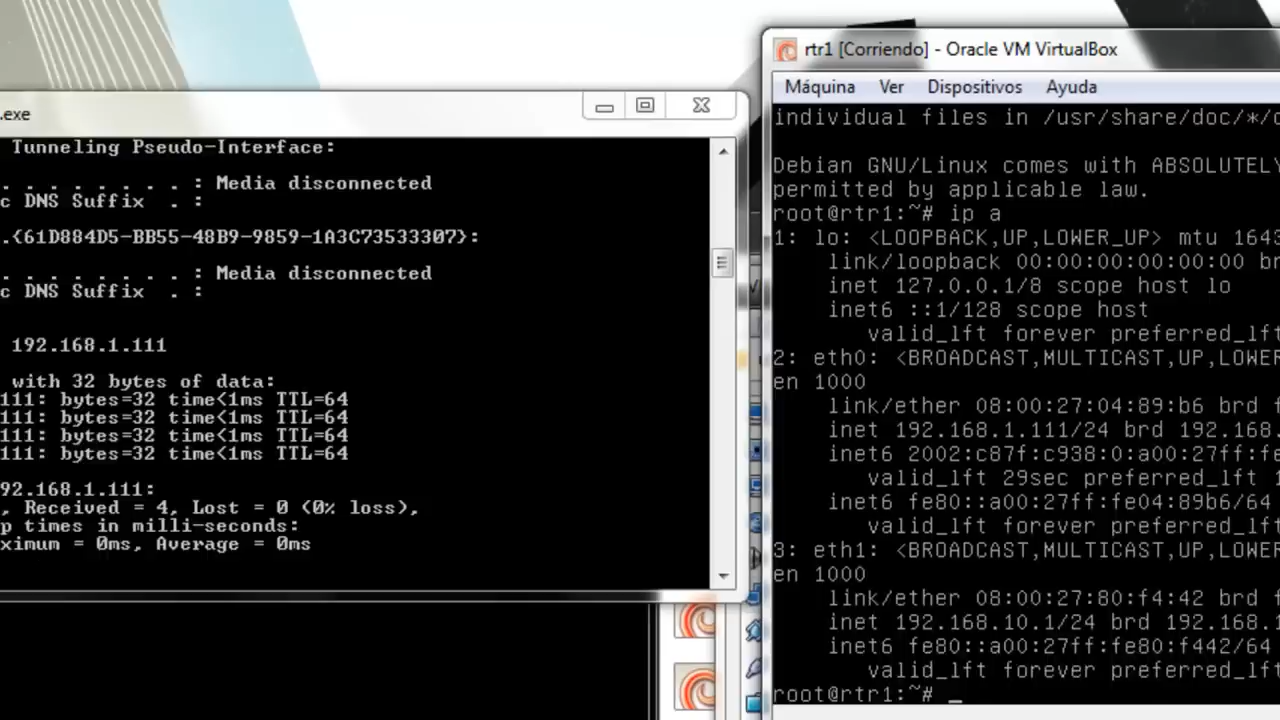 .exe
Tunneling Pseudo-Interface:
. . . . . . . : Media disconnected
c DNS Suffix  . :
.{61D884D5-BB55-48B9-9859-1A3C73533307}:
. . . . . . . : Media disconnected
c DNS Suffix  . :
192.168.1.111
with 32 bytes of data:
111: bytes=32 time<1ms TTL=64
111: bytes=32 time<1ms TTL=64
111: bytes=32 time<1ms TTL=64
111: bytes=32 time<1ms TTL=64
92.168.1.111:
, Received = 4, Lost = 0 (0% loss),
p times in milli-seconds:
ximum = 0ms, Average = 0ms
rtr1 [Corriendo] - Oracle VM VirtualBox
Máquina Ver Dispositivos Ayuda
individual files in /usr/share/doc/*/c
Debian GNU/Linux comes with ABSOLUTELY
permitted by applicable law.
root@rtr1:~# ip a
1: lo: <LOOPBACK,UP,LOWER_UP> mtu 1643
link/loopback 00:00:00:00:00:00 br
inet 127.0.0.1/8 scope host lo
inet6 ::1/128 scope host
valid_lft forever preferred_lft
2: eth0: <BROADCAST,MULTICAST,UP,LOWER
en 1000
link/ether 08:00:27:04:89:b6 brd f
inet 192.168.1.111/24 brd 192.168.
inet6 2002:c87f:c938:0:a00:27ff:fe
valid_lft 29sec preferred_lft 1
inet6 fe80::a00:27ff:fe04:89b6/64
valid_lft forever preferred_lft
3: eth1: <BROADCAST,MULTICAST,UP,LOWER
en 1000
link/ether 08:00:27:80:f4:42 brd f
inet 192.168.10.1/24 brd 192.168.1
inet6 fe80::a00:27ff:fe80:f442/64
valid_lft forever preferred_lft
root@rtr1:~# _